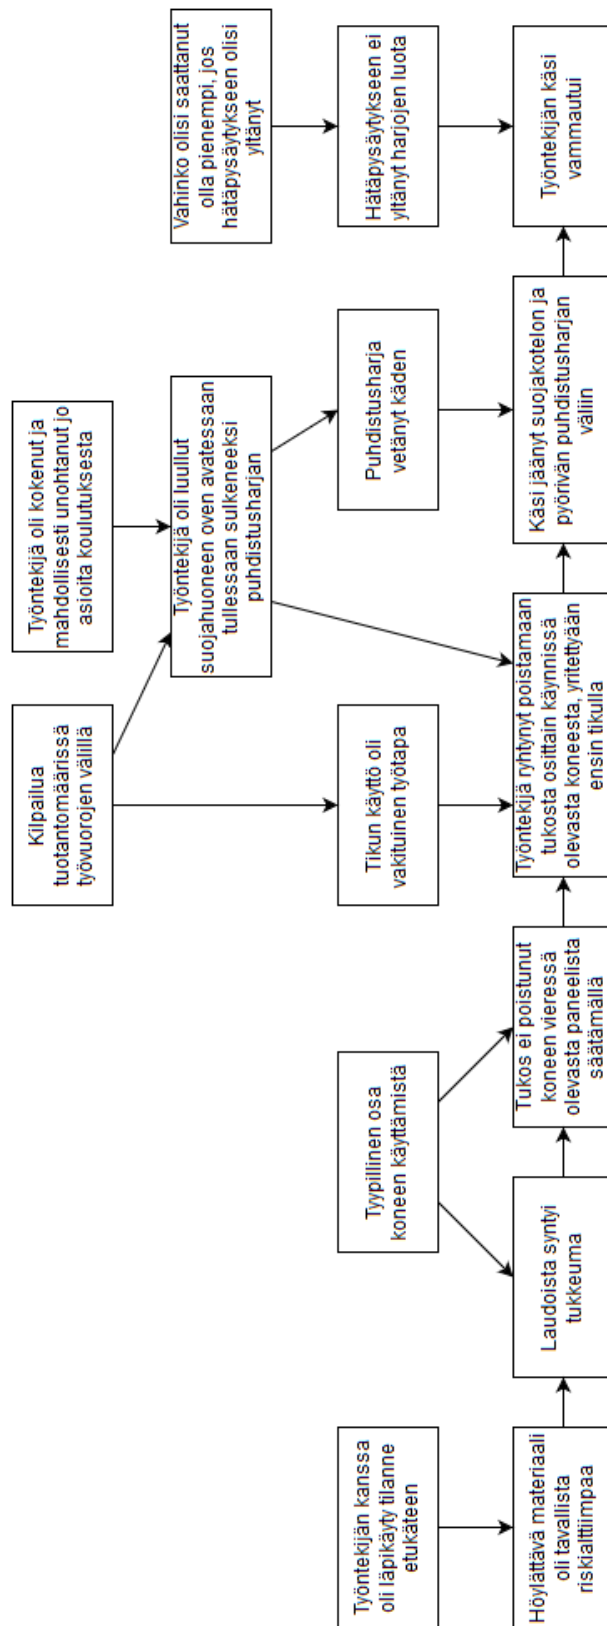 Kilpailua
tuotantomäärissä
työvuorojen välillä
Työntekijä oli kokenut ja
mahdollisesti unohtanut jo
asioita koulutuksesta
Työntekijä oli luullut
suojahuoneen oven avatessaan
tullessaan sulkeneeksi
puhdistusharjan
Vahinko olisi saattanut
olla pienempi, jos
hätäpysäytykseen olisi
yltänyt
Työntekijän kanssa
oli läpikäyty tilanne
etukäteen
Tyypillinen osa
koneen käyttämistä
Tikun käyttö oli
vakituinen työtapa
Puhdistusharja
vetänyt käden
Hätäpysäytykseen ei
yltänyt harjojen luota
Höylättävä materiaali
oli tavallista
riskialttiimpaa
Laudoista syntyi
tukkeuma
Tukos ei poistunut
koneen vieressä
olevasta paneelista
säätämällä
Työntekijä ryhtynyt poistamaan
tukosta osittain käynnissä
olevasta koneesta, yritettyään
ensin tikulla
Käsi jäänyt suojakotelon ja
pyörivän puhdistusharjan
väliin
Työntekijän käsi
vammautui